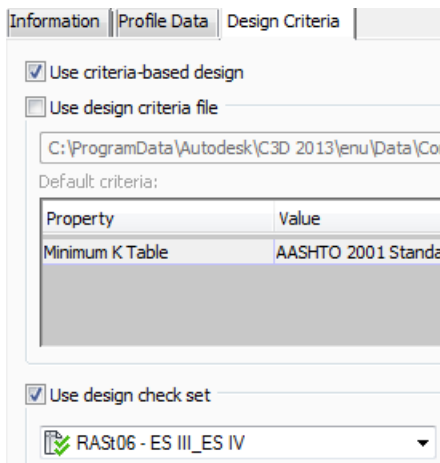 Information Profile Data Design Criteria
Use criteria-based design
Use design criteria file
C:\ProgramData\Autodesk\C3D 2013\enu\Data\Co
Default criteria:
Property Value
Minimum K Table AASHTO 2001 Standa
Use design check set
RASt06 - ES III_ES IV